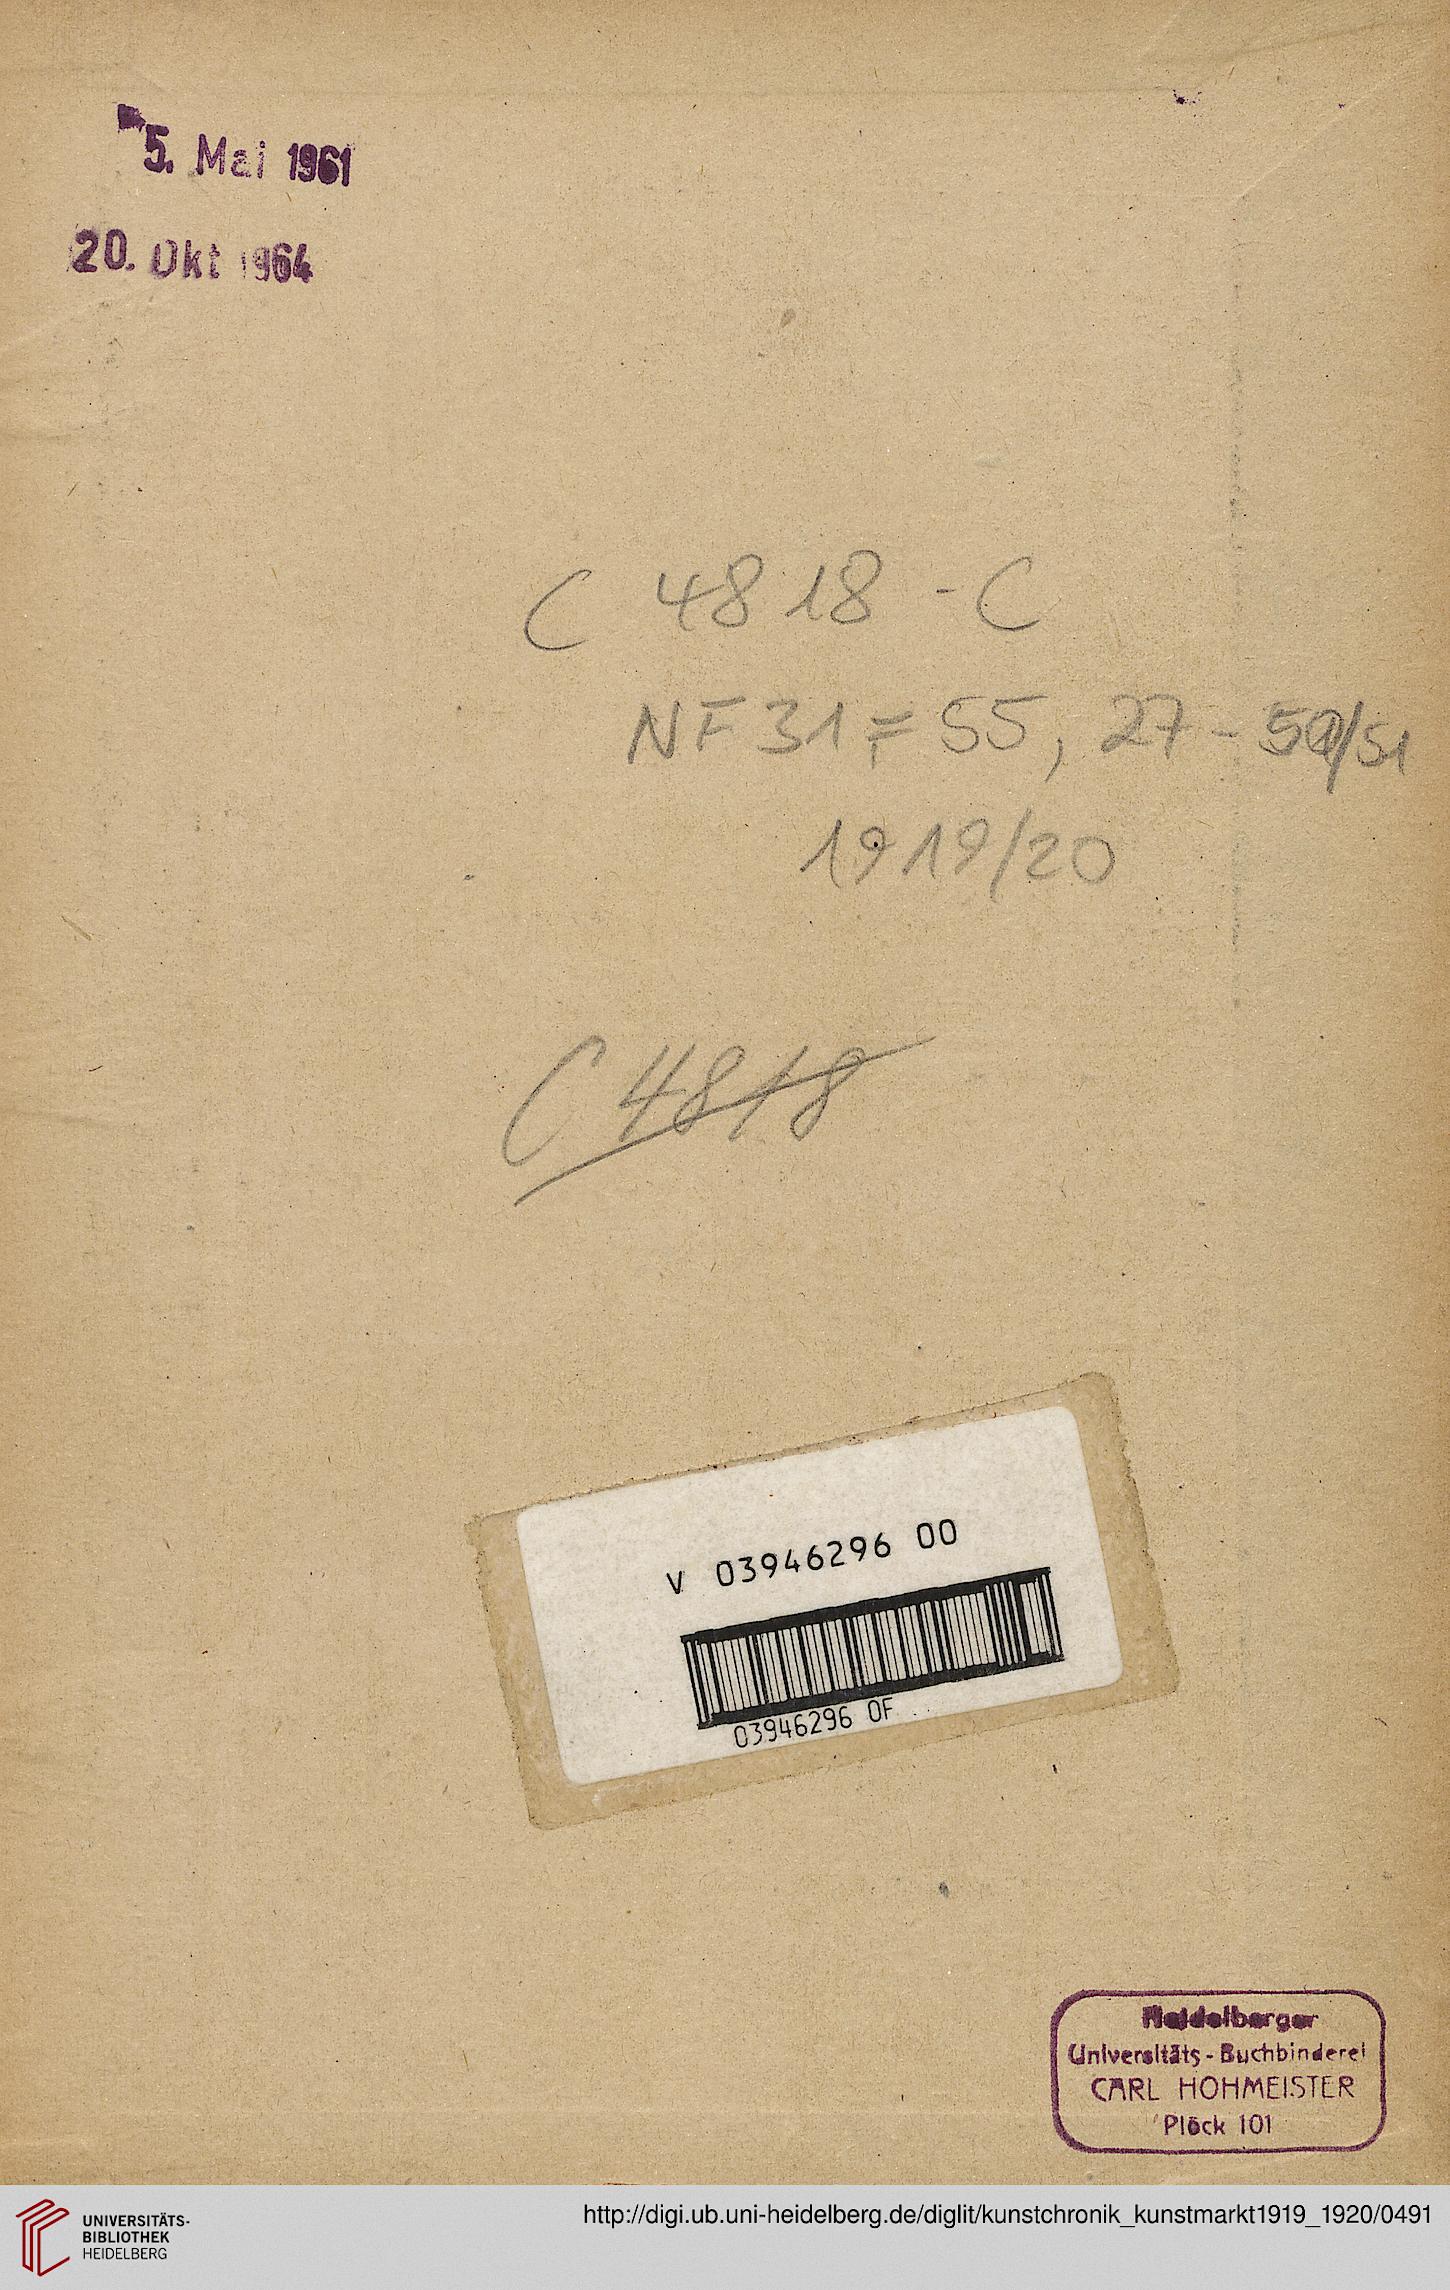 5. Mai 1961
20. Okt 1964
C 4818 - C
NF 31 = 55, 27 - 50/51
1919/20
C 4818
V 03946296 00
03946296 OF
Heidelberger
Universitäts-Buchbinderei
CARL HOHMEISTER
Plöck 101
UNIVERSITÄTS-
BIBLIOTHEK
HEIDELBERG
http://digi.ub.uni-heidelberg.de/diglit/kunstchronik_kunstmarkt1919_1920/0491